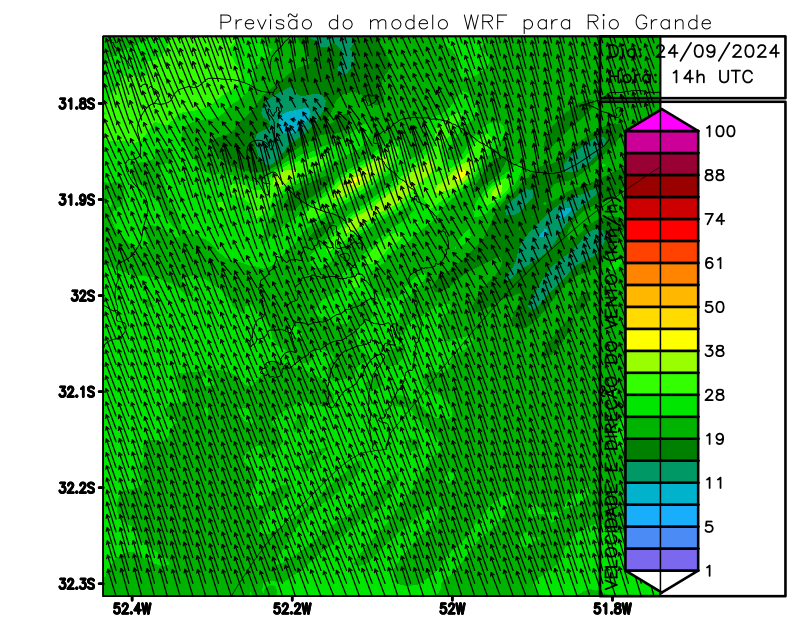 Previsão do modelo WRF para Rio Grande
Dia: 24/09/2024
Hora: 14h UTC
31.8S
31.9S
32S
32.1S
32.2S
32.3S
52.4W
52.2W
52W
51.8W
VELOCIDADE E DIREÇÃO DO VENTO (km/h)
100
88
74
61
50
38
28
19
11
5
1